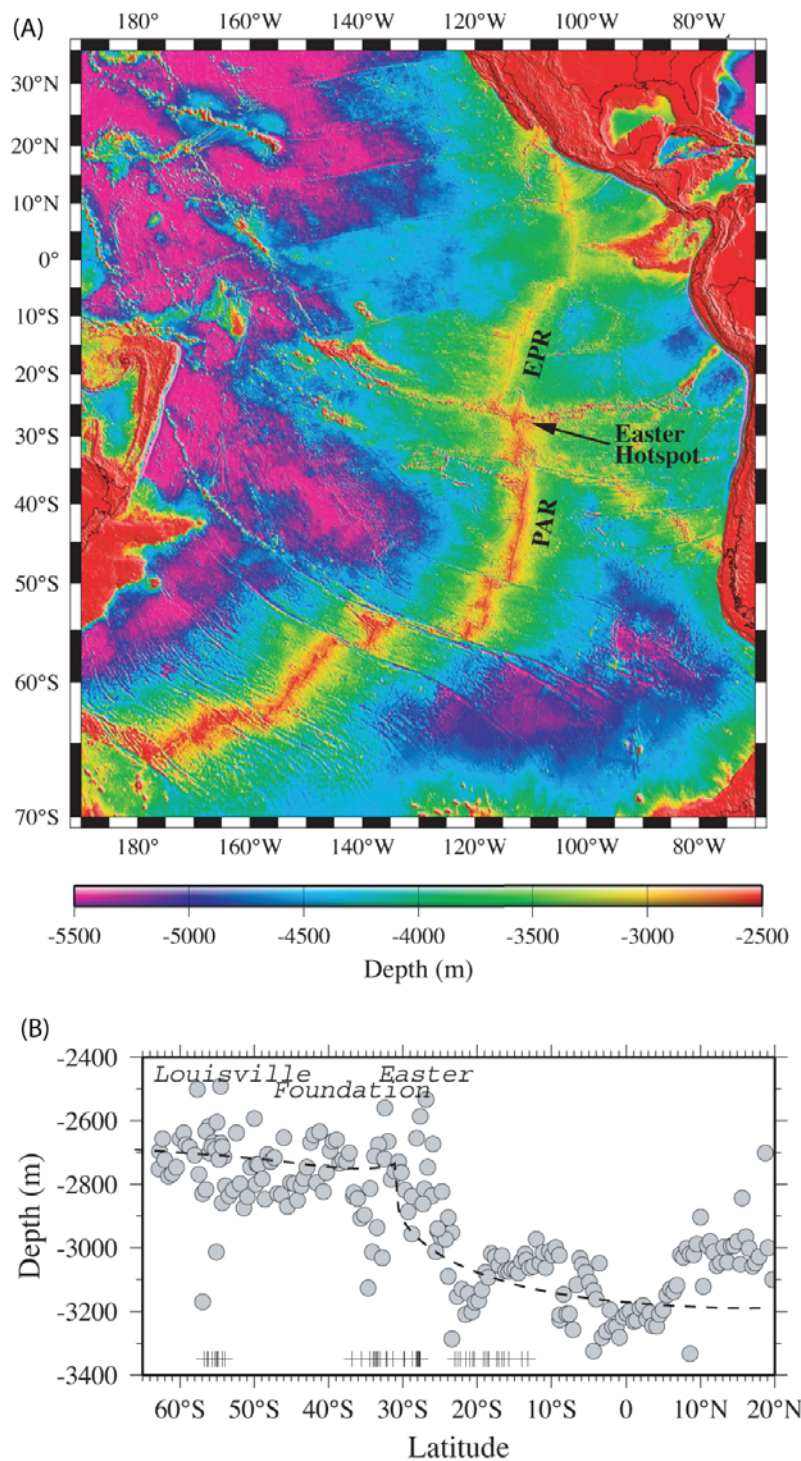 (A)
180° 160°W 140°W 120°W 100°W 80°W
30°N
20°N
10°N
0°
10°S
20°S
30°S
40°S
50°S
60°S
70°S
EPR
Easter
Hotspot
PAR
180° 160°W 140°W 120°W 100°W 80°W
-5500 -5000 -4500 -4000 -3500 -3000 -2500
Depth (m)
(B)
-2400
-2600
-2800
-3000
-3200
-3400
Depth (m)
Louisville Easter
Foundation
60°S 50°S 40°S 30°S 20°S 10°S 0 10°N 20°N
Latitude